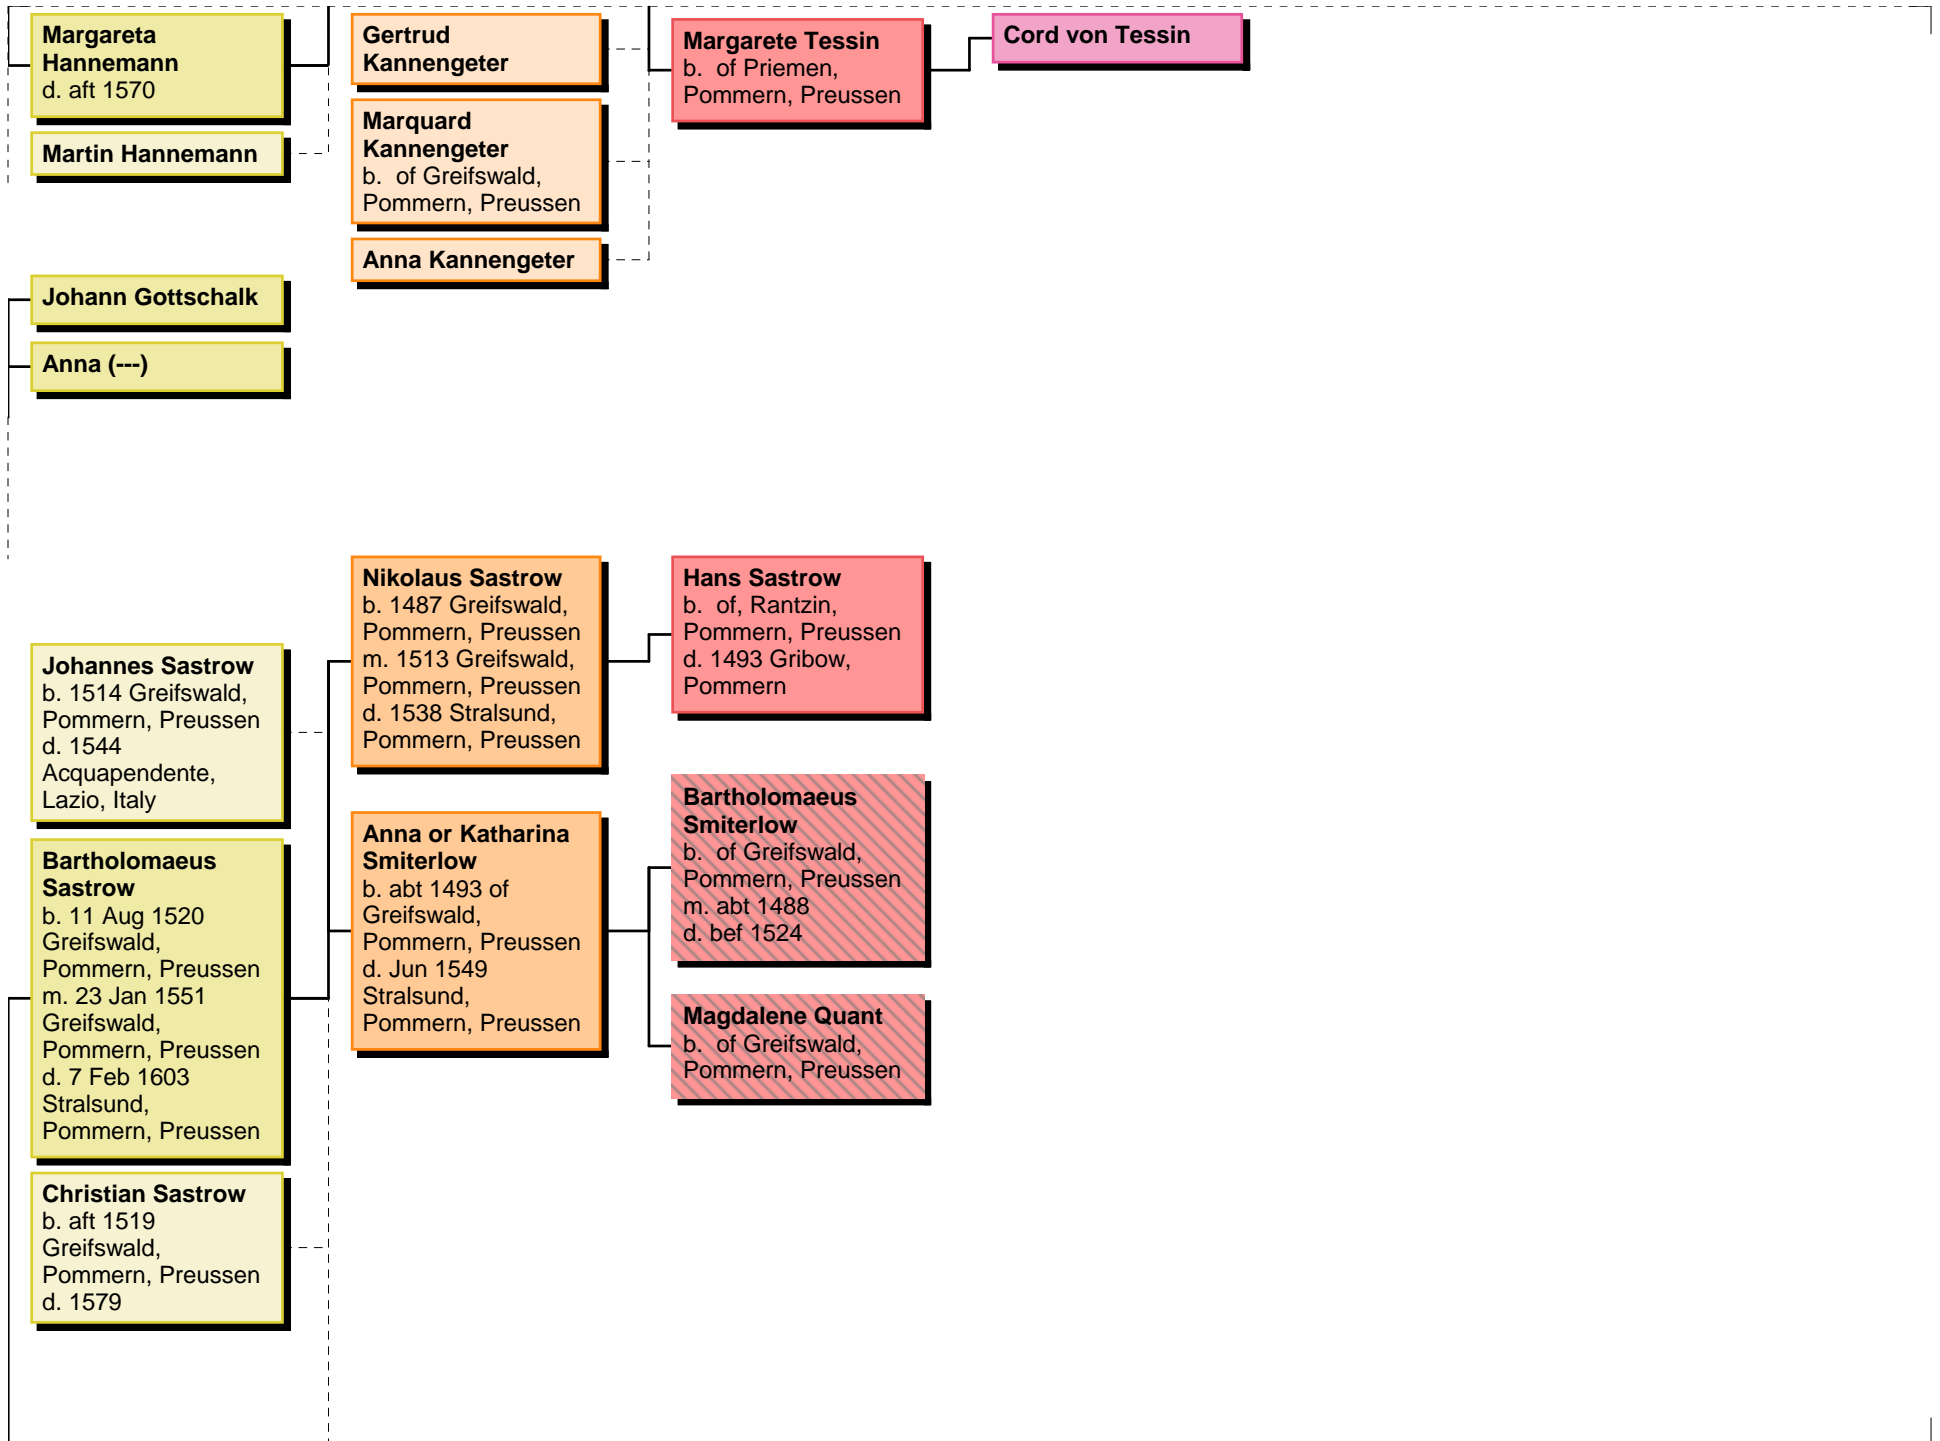 Margareta
Hannemann
d. aft 1570
Martin Hannemann
Gertrud
Kannengeter
Marquard
Kannengeter
b.  of Greifswald,
Pommern, Preussen
Anna Kannengeter
Margarete Tessin
b.  of Priemen,
Pommern, Preussen
Cord von Tessin
Johann Gottschalk
Anna (---)
Johannes Sastrow
b. 1514 Greifswald,
Pommern, Preussen
d. 1544
Acquapendente,
Lazio, Italy
Bartholomaeus
Sastrow
b. 11 Aug 1520
Greifswald,
Pommern, Preussen
m. 23 Jan 1551
Greifswald,
Pommern, Preussen
d. 7 Feb 1603
Stralsund,
Pommern, Preussen
Christian Sastrow
b. aft 1519
Greifswald,
Pommern, Preussen
d. 1579
Nikolaus Sastrow
b. 1487 Greifswald,
Pommern, Preussen
m. 1513 Greifswald,
Pommern, Preussen
d. 1538 Stralsund,
Pommern, Preussen
Anna or Katharina
Smiterlow
b. abt 1493 of
Greifswald,
Pommern, Preussen
d. Jun 1549
Stralsund,
Pommern, Preussen
Hans Sastrow
b.  of, Rantzin,
Pommern, Preussen
d. 1493 Gribow,
Pommern
Bartholomaeus
Smiterlow
b.  of Greifswald,
Pommern, Preussen
m. abt 1488
d. bef 1524
Magdalene Quant
b.  of Greifswald,
Pommern, Preussen